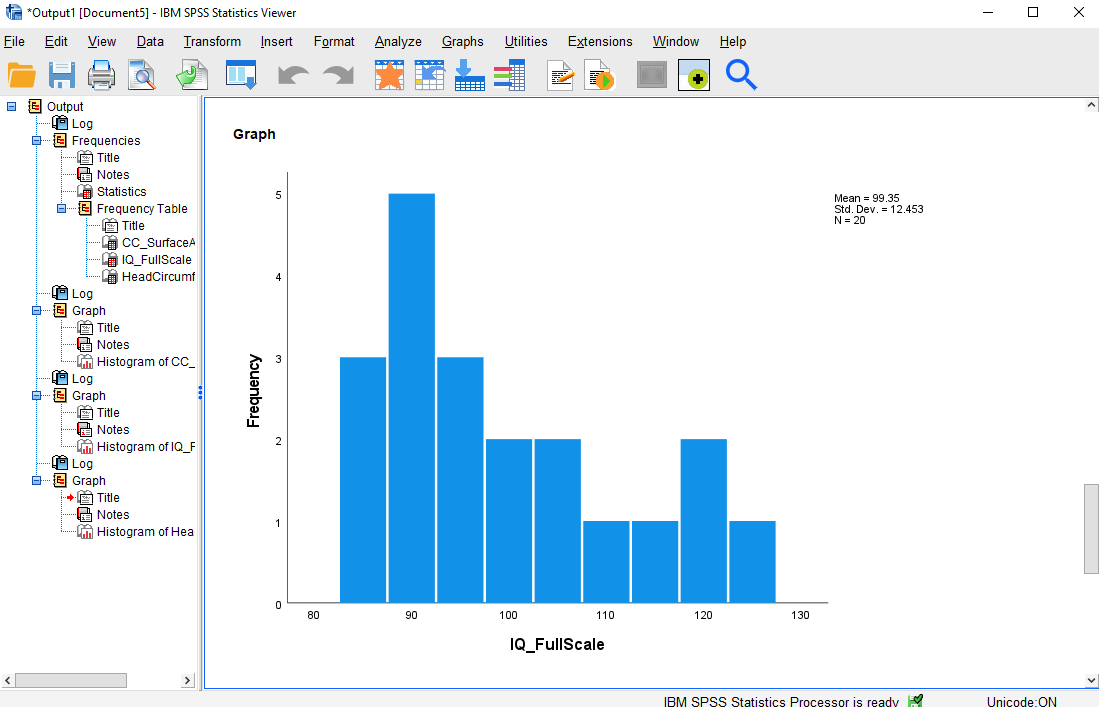 *Output1 [Document5] - IBM SPSS Statistics Viewer
File Edit View Data Transform Insert Format Analyze Graphs Utilities Extensions Window Help
Output
Log
Frequencies
Title
Notes
Statistics
Frequency Table
Title
CC_SurfaceA
IQ_FullScale
HeadCircumf
Log
Graph
Title
Notes
Histogram of CC_
Log
Graph
Title
Notes
Histogram of IQ_F
Log
Graph
Title
Notes
Histogram of Hea
Graph
Mean = 99.35
Std. Dev. = 12.453
N = 20
5
4
3
2
1
0
Frequency
80 90 100 110 120 130
IQ_FullScale
IBM SPSS Statistics Processor is ready Unicode:ON